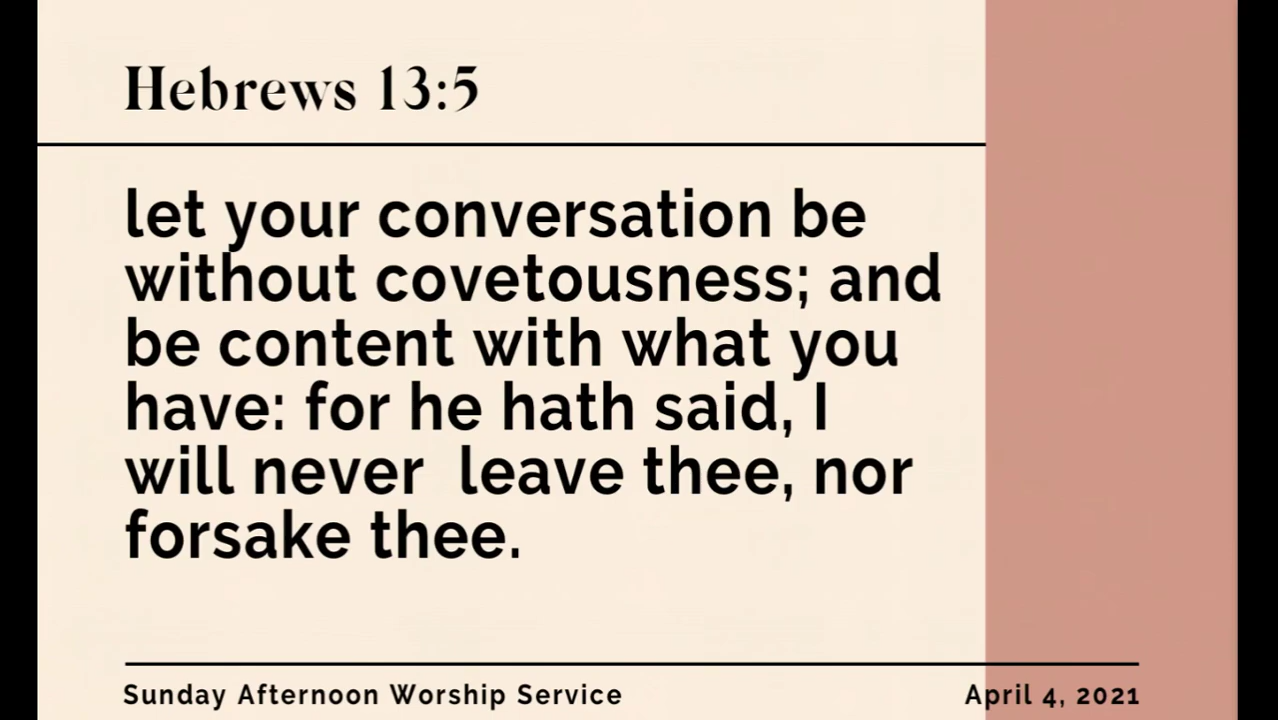 Hebrews 13:5
let your conversation be
without covetousness; and
be content with what you
have: for he hath said, I
will never  leave thee, nor
forsake thee.
Sunday Afternoon Worship Service
April 4, 2021